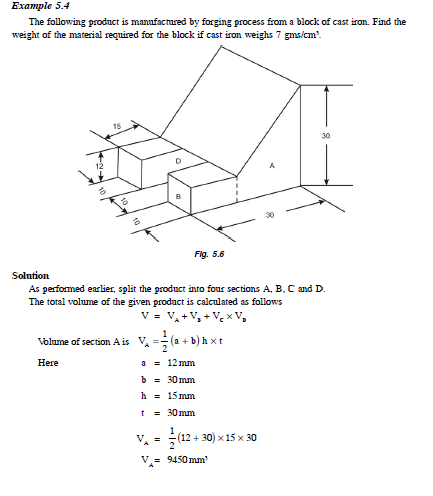 Example 5.4
The following product is manufactured by forging process from a block of cast iron. Find the
weight of the material required for the block if cast iron weighs 7 gms/cm³.
15
30
12
D
A
10
10
B
10
30
Fig. 5.6
Solution
As performed earlier, split the product into four sections A, B, C and D.
The total volume of the given product is calculated as follows
V = V_A + V_B + V_C × V_D
Volume of section A is V_A = 1/2 (a + b) h × t
Here a = 12 mm
b = 30 mm
h = 15 mm
t = 30 mm
V_A = 1/2 (12 + 30) × 15 × 30
V_A = 9450 mm³